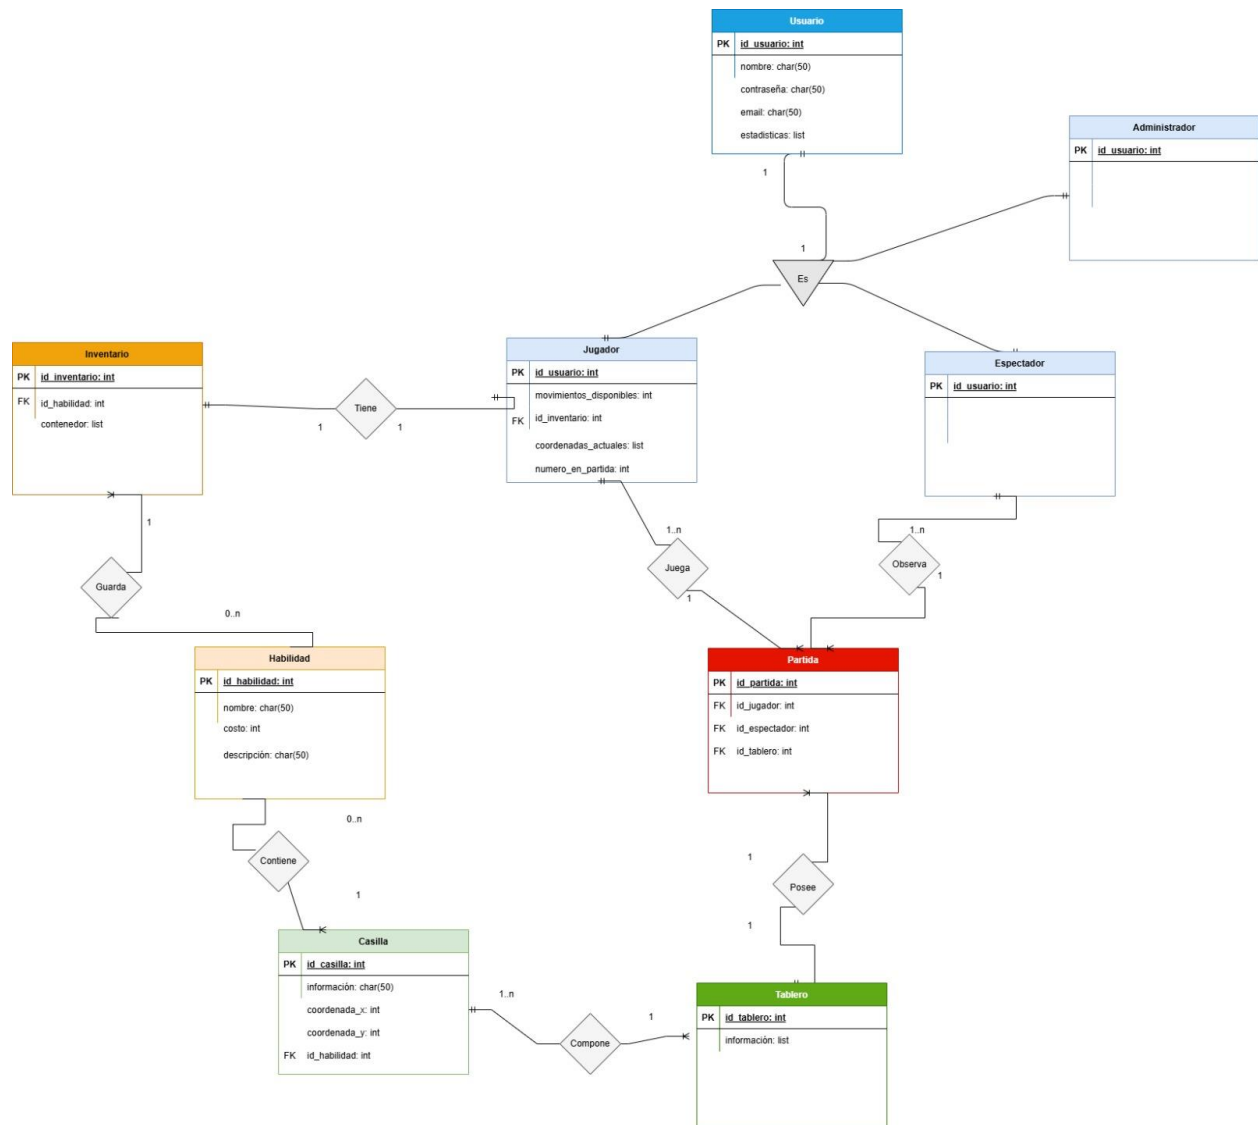 Usuario
PK id_usuario: int
nombre: char(50)
contraseña: char(50)
email: char(50)
estadisticas: list
1
Administrador
PK id_usuario: int
1
Es
Inventario
PK id_inventario: int
FK id_habilidad: int
contenedor: list
Tiene
1
1
Jugador
PK id_usuario: int
movimientos_disponibles: int
FK id_inventario: int
coordenadas_actuales: list
numero_en_partida: int
Espectador
PK id_usuario: int
1
Guarda
0..n
1..n
Juega
1
1..n
Observa
1
Habilidad
PK id_habilidad: int
nombre: char(50)
costo: int
descripción: char(50)
Partida
PK id_partida: int
FK id_jugador: int
FK id_espectador: int
FK id_tablero: int
0..n
Contiene
1
1
Posee
1
Casilla
PK id_casilla: int
información: char(50)
coordenada_x: int
coordenada_y: int
FK id_habilidad: int
1..n
Compone
1
Tablero
PK id_tablero: int
información: list